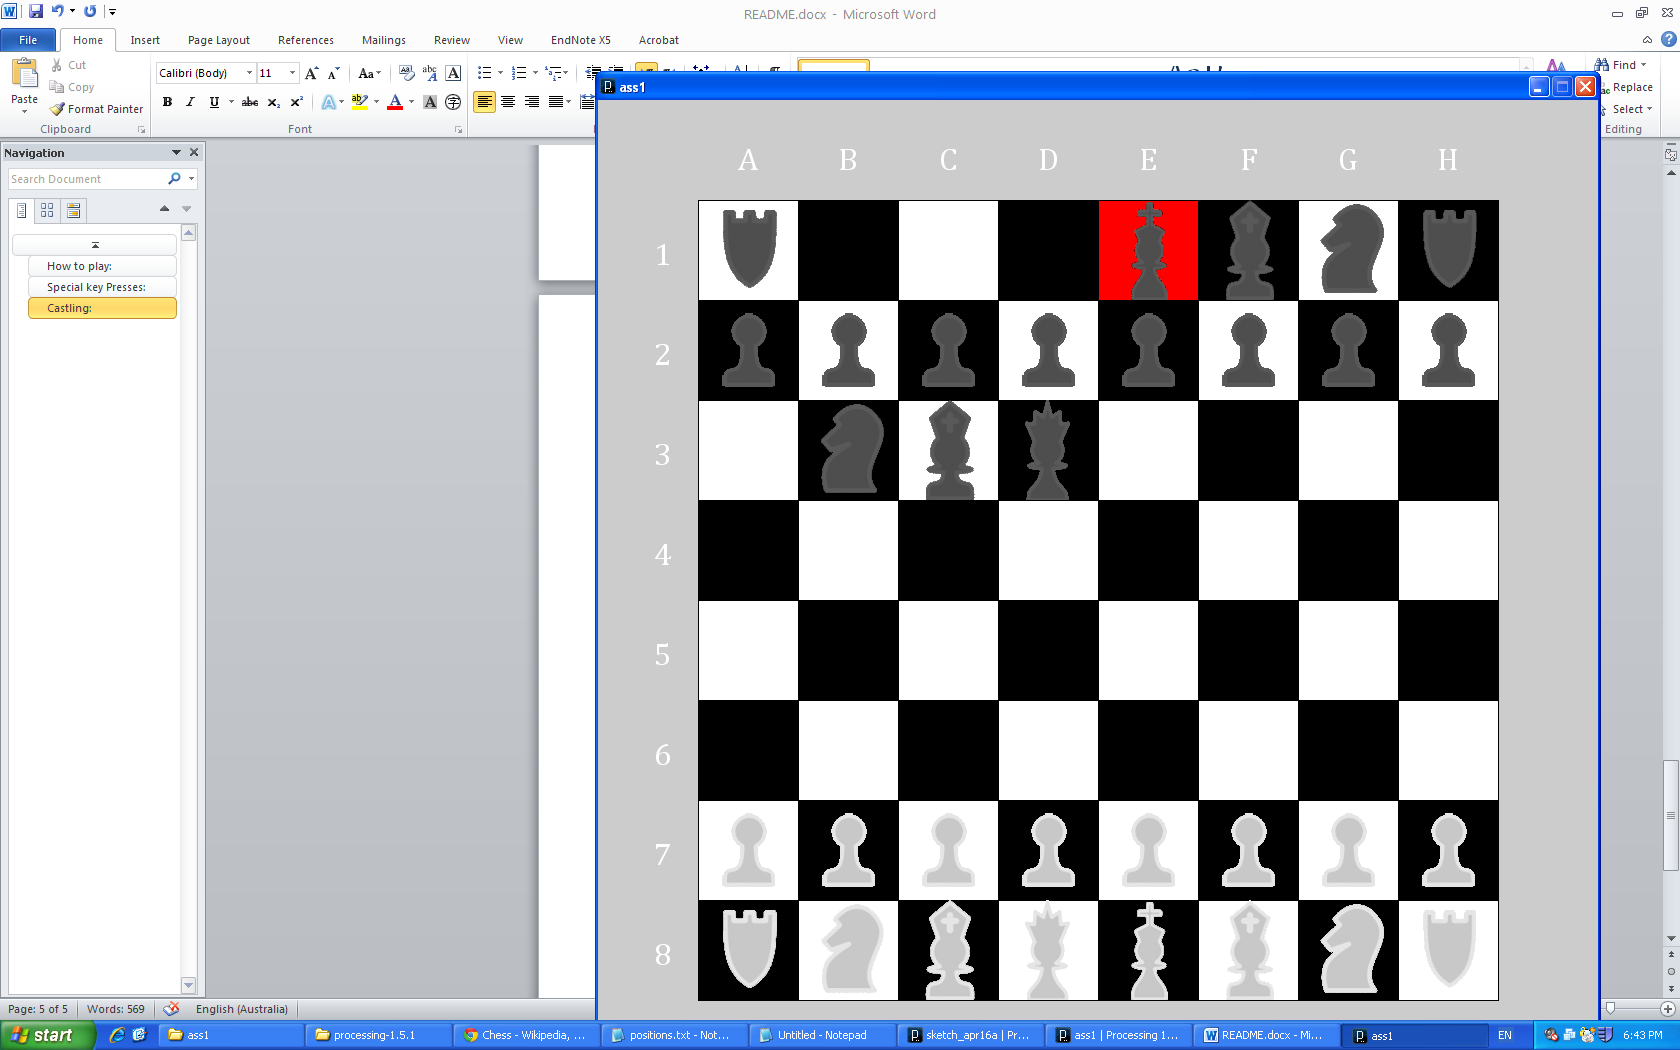 README.docx - Microsoft Word
File Home Insert Page Layout References Mailings Review View EndNote X5 Acrobat
Paste
Cut
Copy
Format Painter
Clipboard
Calibri (Body) 11
Font
Find
Replace
Select
Editing
Navigation
Search Document
How to play:
Special key Presses:
Castling:
ass1
A B C D E F G H
1
2
3
4
5
6
7
8
Page: 5 of 5 Words: 569 English (Australia)
start ass1 processing-1.5.1 Chess - Wikipedia, ... positions.txt - Not... Untitled - Notepad sketch_apr16a | Pr... ass1 | Processing 1... README.docx - Mi... ass1 EN 6:43 PM